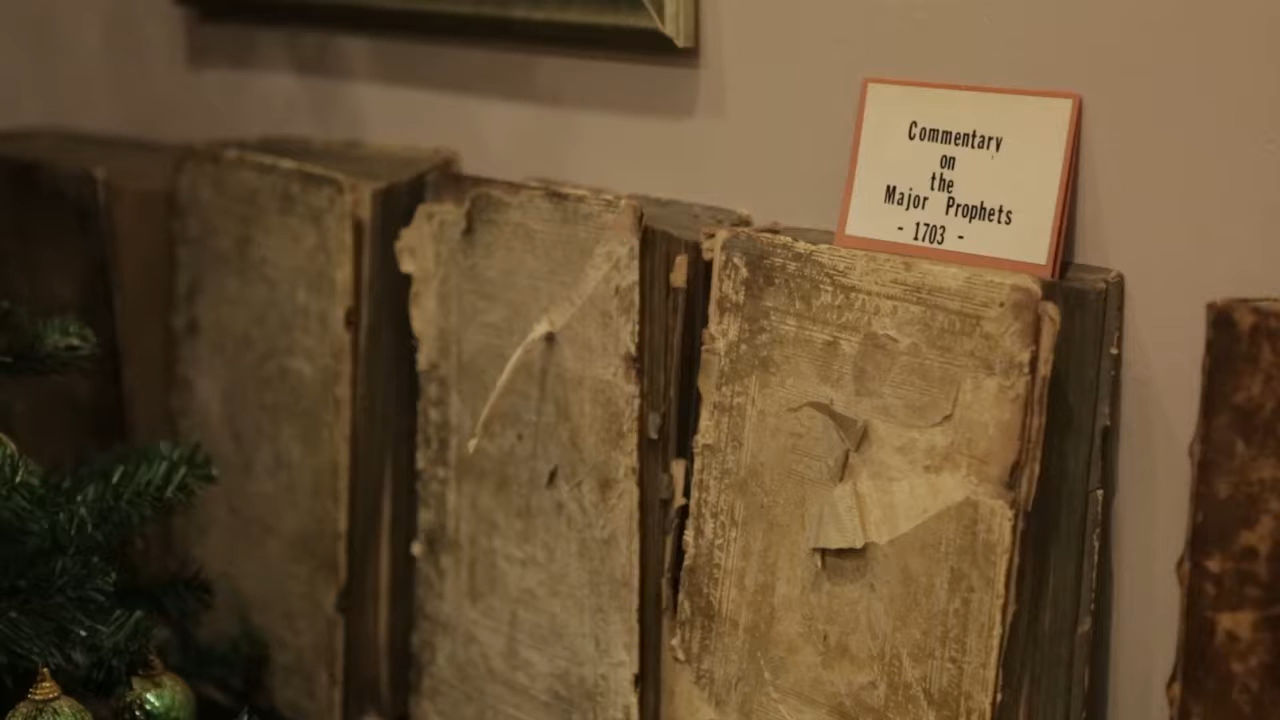 Commentary
on
the
Major Prophets
- 1703 -